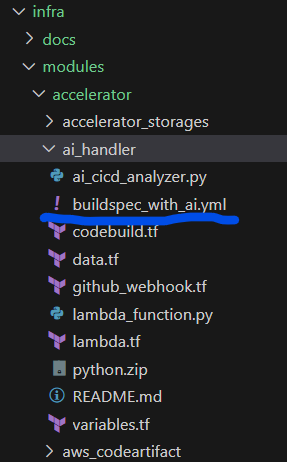 infra
docs
modules
accelerator
accelerator_storages
ai_handler
ai_cicd_analyzer.py
! buildspec_with_ai.yml
codebuild.tf
data.tf
github_webhook.tf
lambda_function.py
lambda.tf
python.zip
README.md
variables.tf
aws_codeartifact